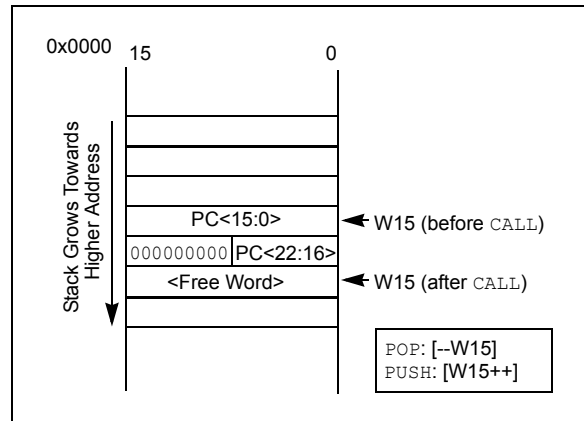 0x0000
15 0
Stack Grows Towards
Higher Address
PC<15:0>
W15 (before CALL)
000000000 PC<22:16>
<Free Word>
W15 (after CALL)
POP: [--W15]
PUSH: [W15++]